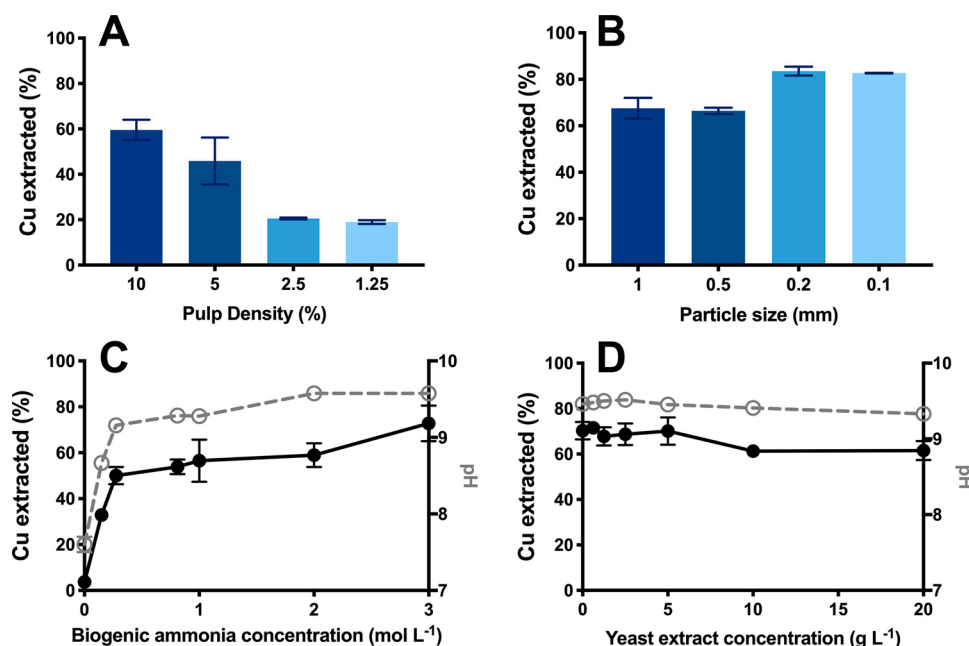 A
Cu extracted (%)
100
80
60
40
20
0
10 5 2.5 1.25
Pulp Density (%)
B
Cu extracted (%)
100
80
60
40
20
0
1 0.5 0.2 0.1
Particle size (mm)
C
Cu extracted (%)
100
80
60
40
20
0
10
9
8
7
pH
0 1 2 3
Biogenic ammonia concentration (mol L⁻¹)
D
Cu extracted (%)
100
80
60
40
20
0
10
9
8
7
pH
0 5 10 15 20
Yeast extract concentration (g L⁻¹)